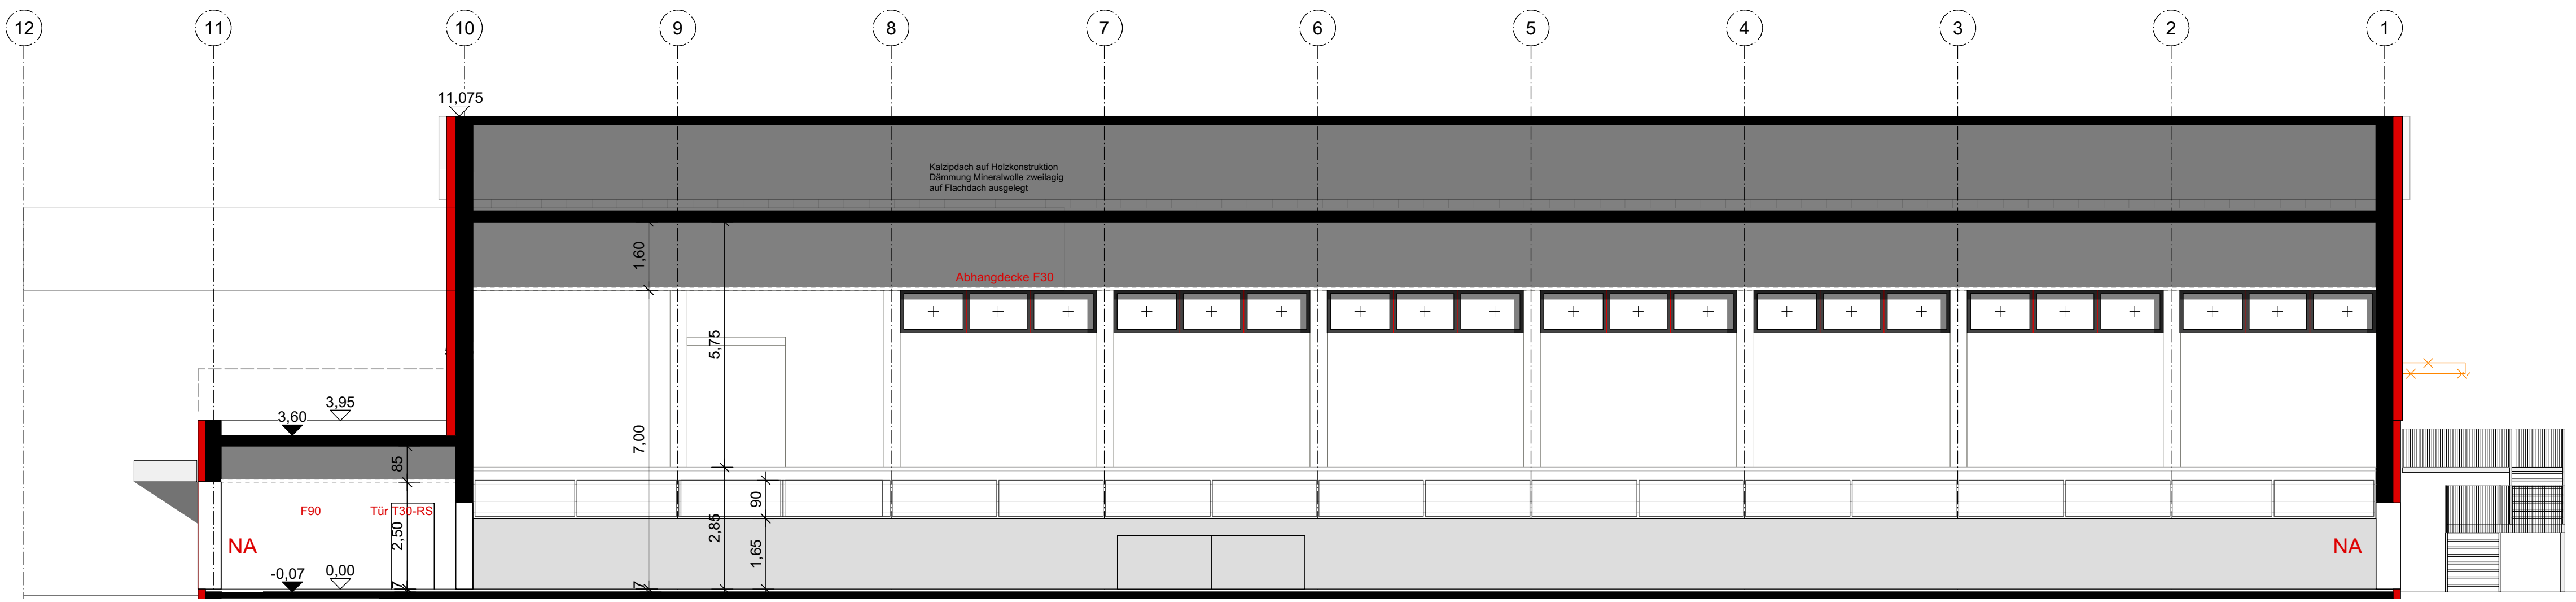 12 11 10 9 8 7 6 5 4 3 2 1
11,075
Kalzipdach auf Holzkonstruktion
Dämmung Mineralwolle zweilagig
auf Flachdach ausgelegt
1,60
Abhangdecke F30
5,75
3,95
3,60
7,00
85
90
F90
Tür T30-RS
2,50
2,85
1,65
NA
NA
-0,07
0,00
7
7